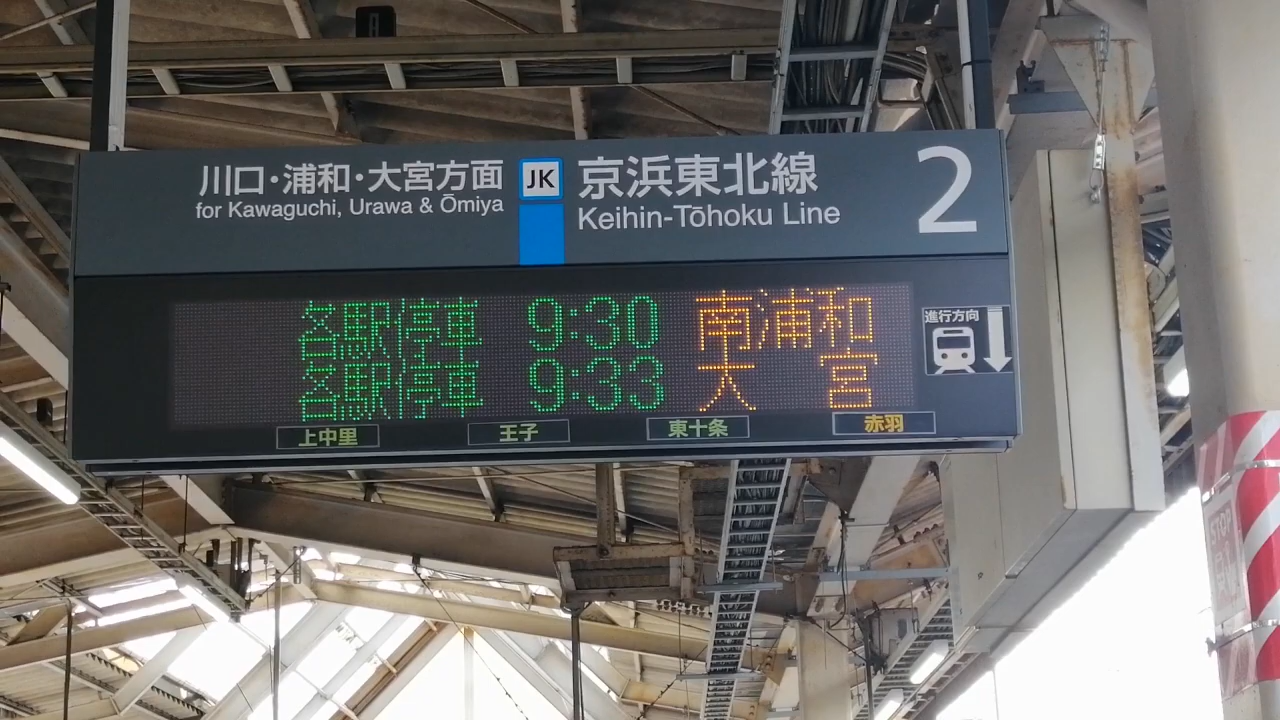 川口・浦和・大宮方面
for Kawaguchi, Urawa & Ōmiya
JK
京浜東北線
Keihin-Tōhoku Line
2
各駅停車 9:30 南浦和
各駅停車 9:33 大宮
進行方向
上中里 王子 東十条 赤羽
STOP